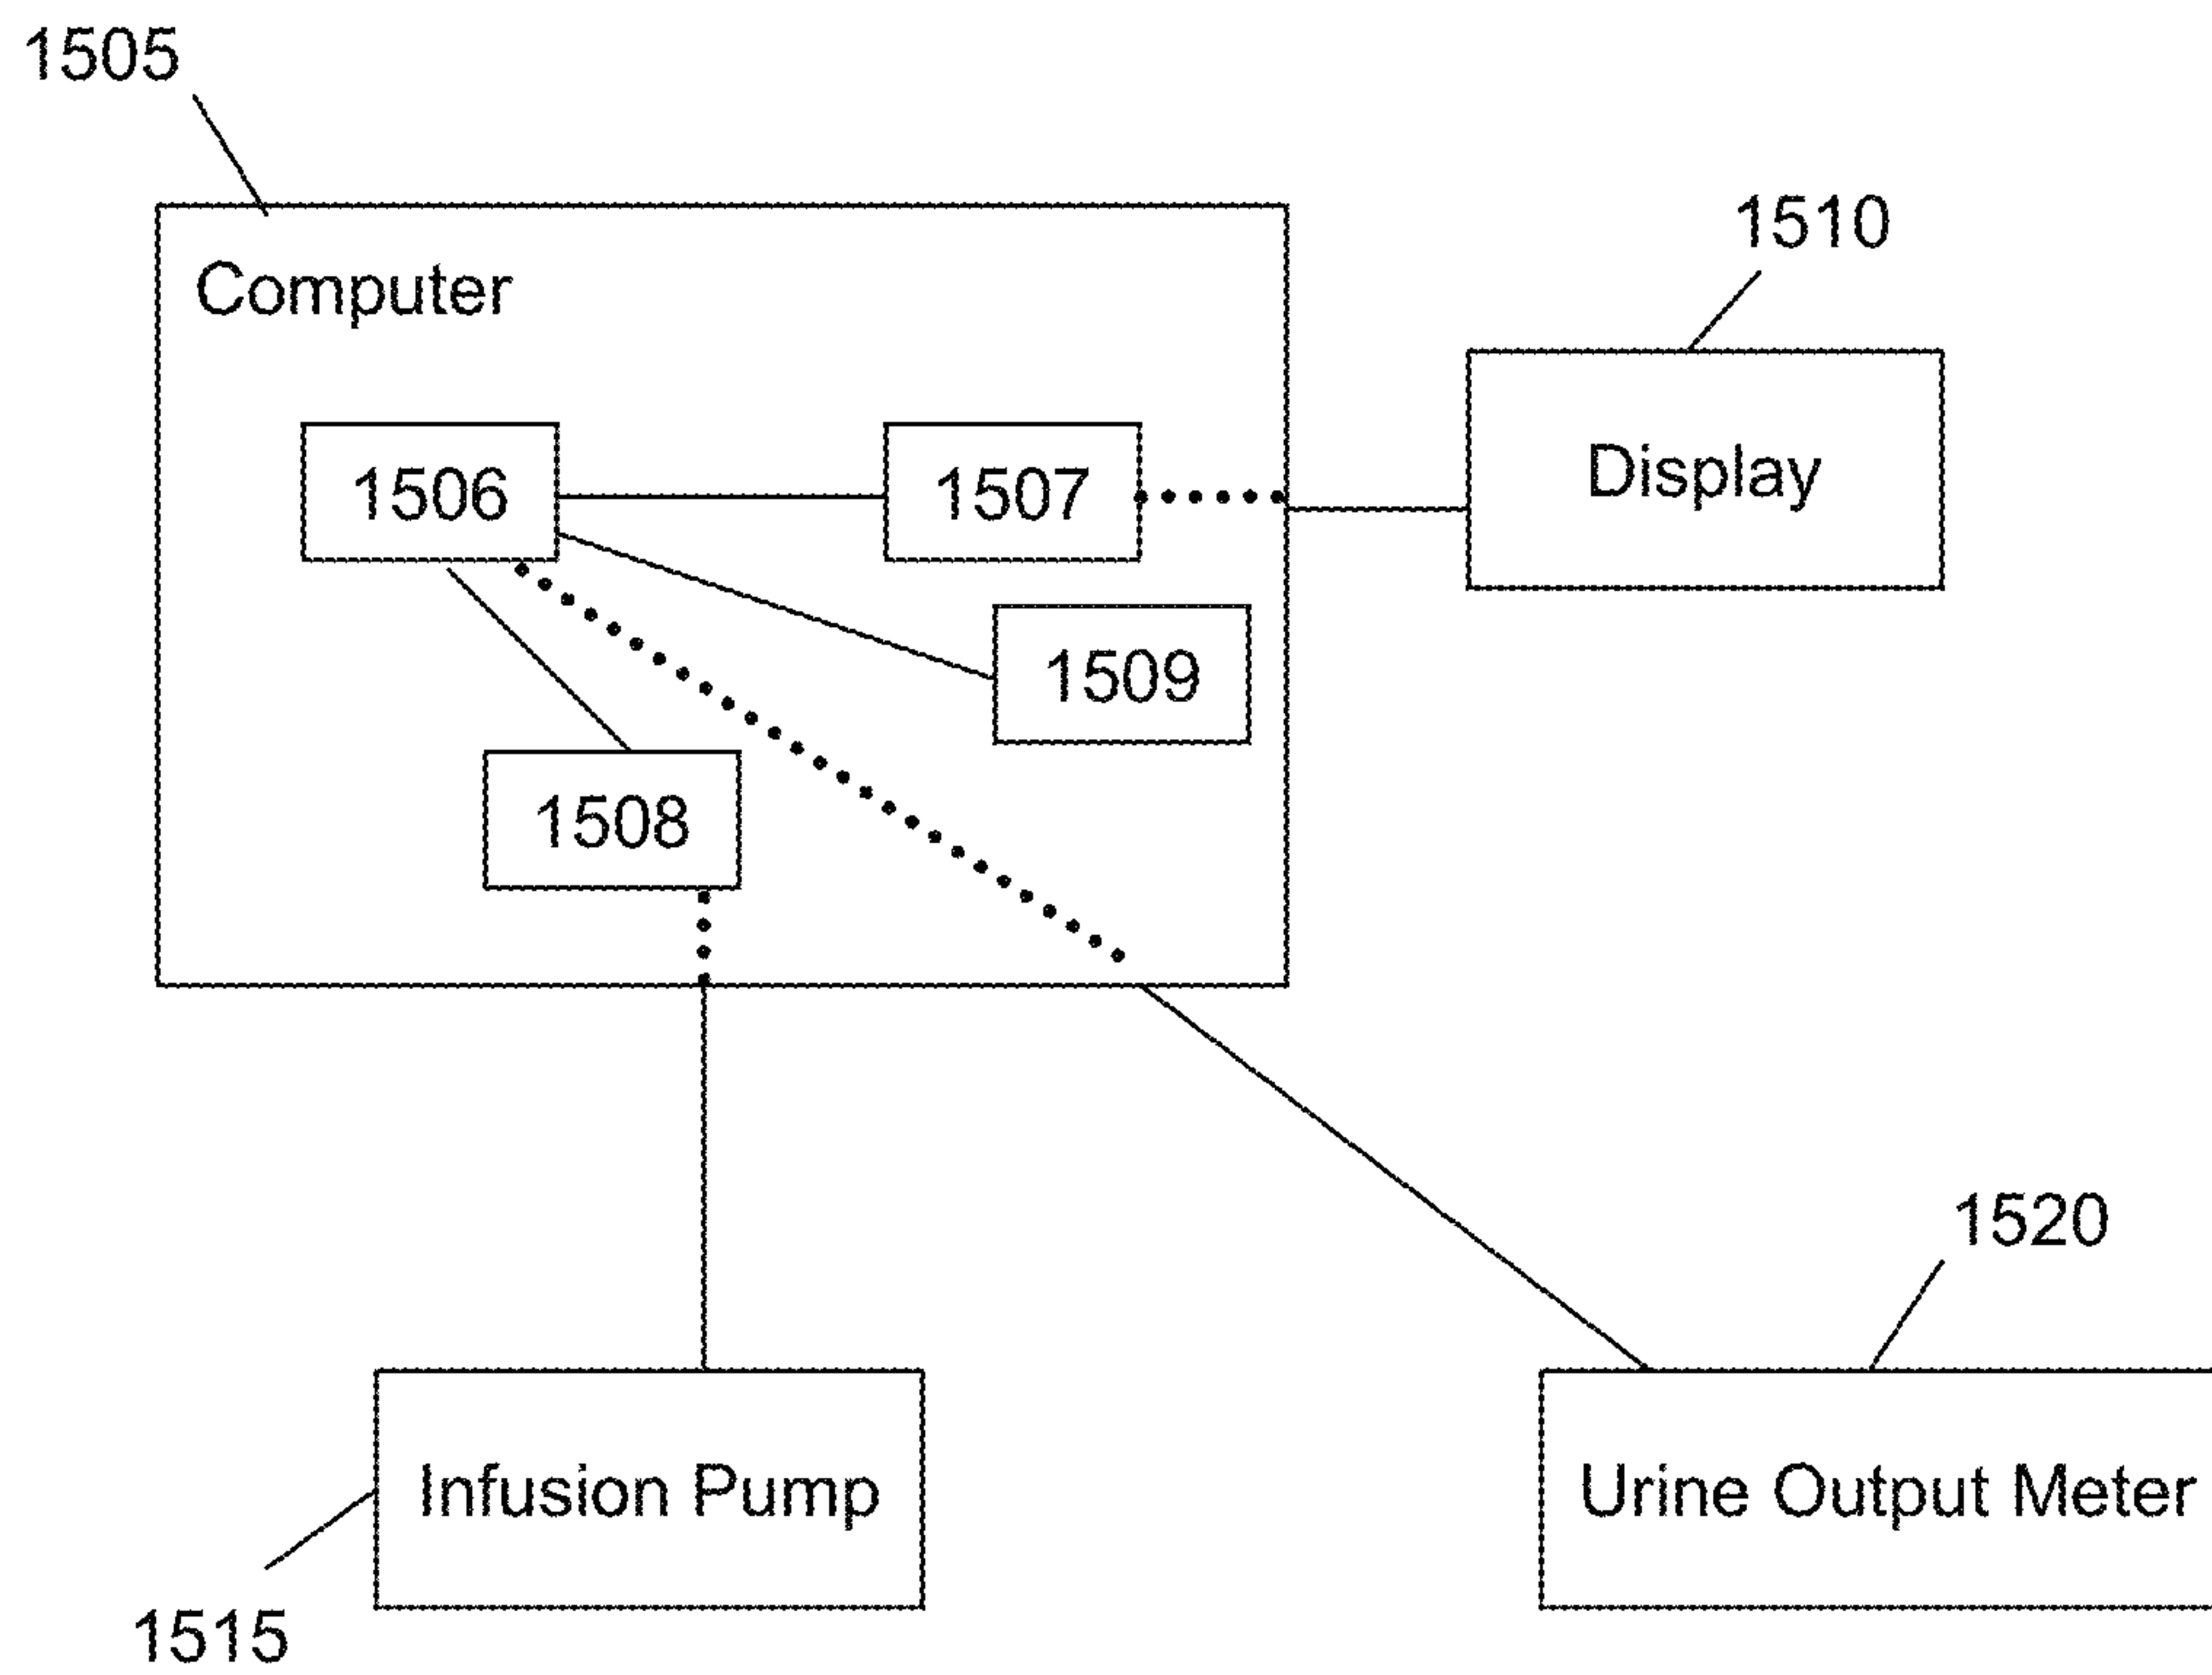 1505
1510
Computer
Display
1506
1507
1509
1508
1520
Infusion Pump
Urine Output Meter
1515